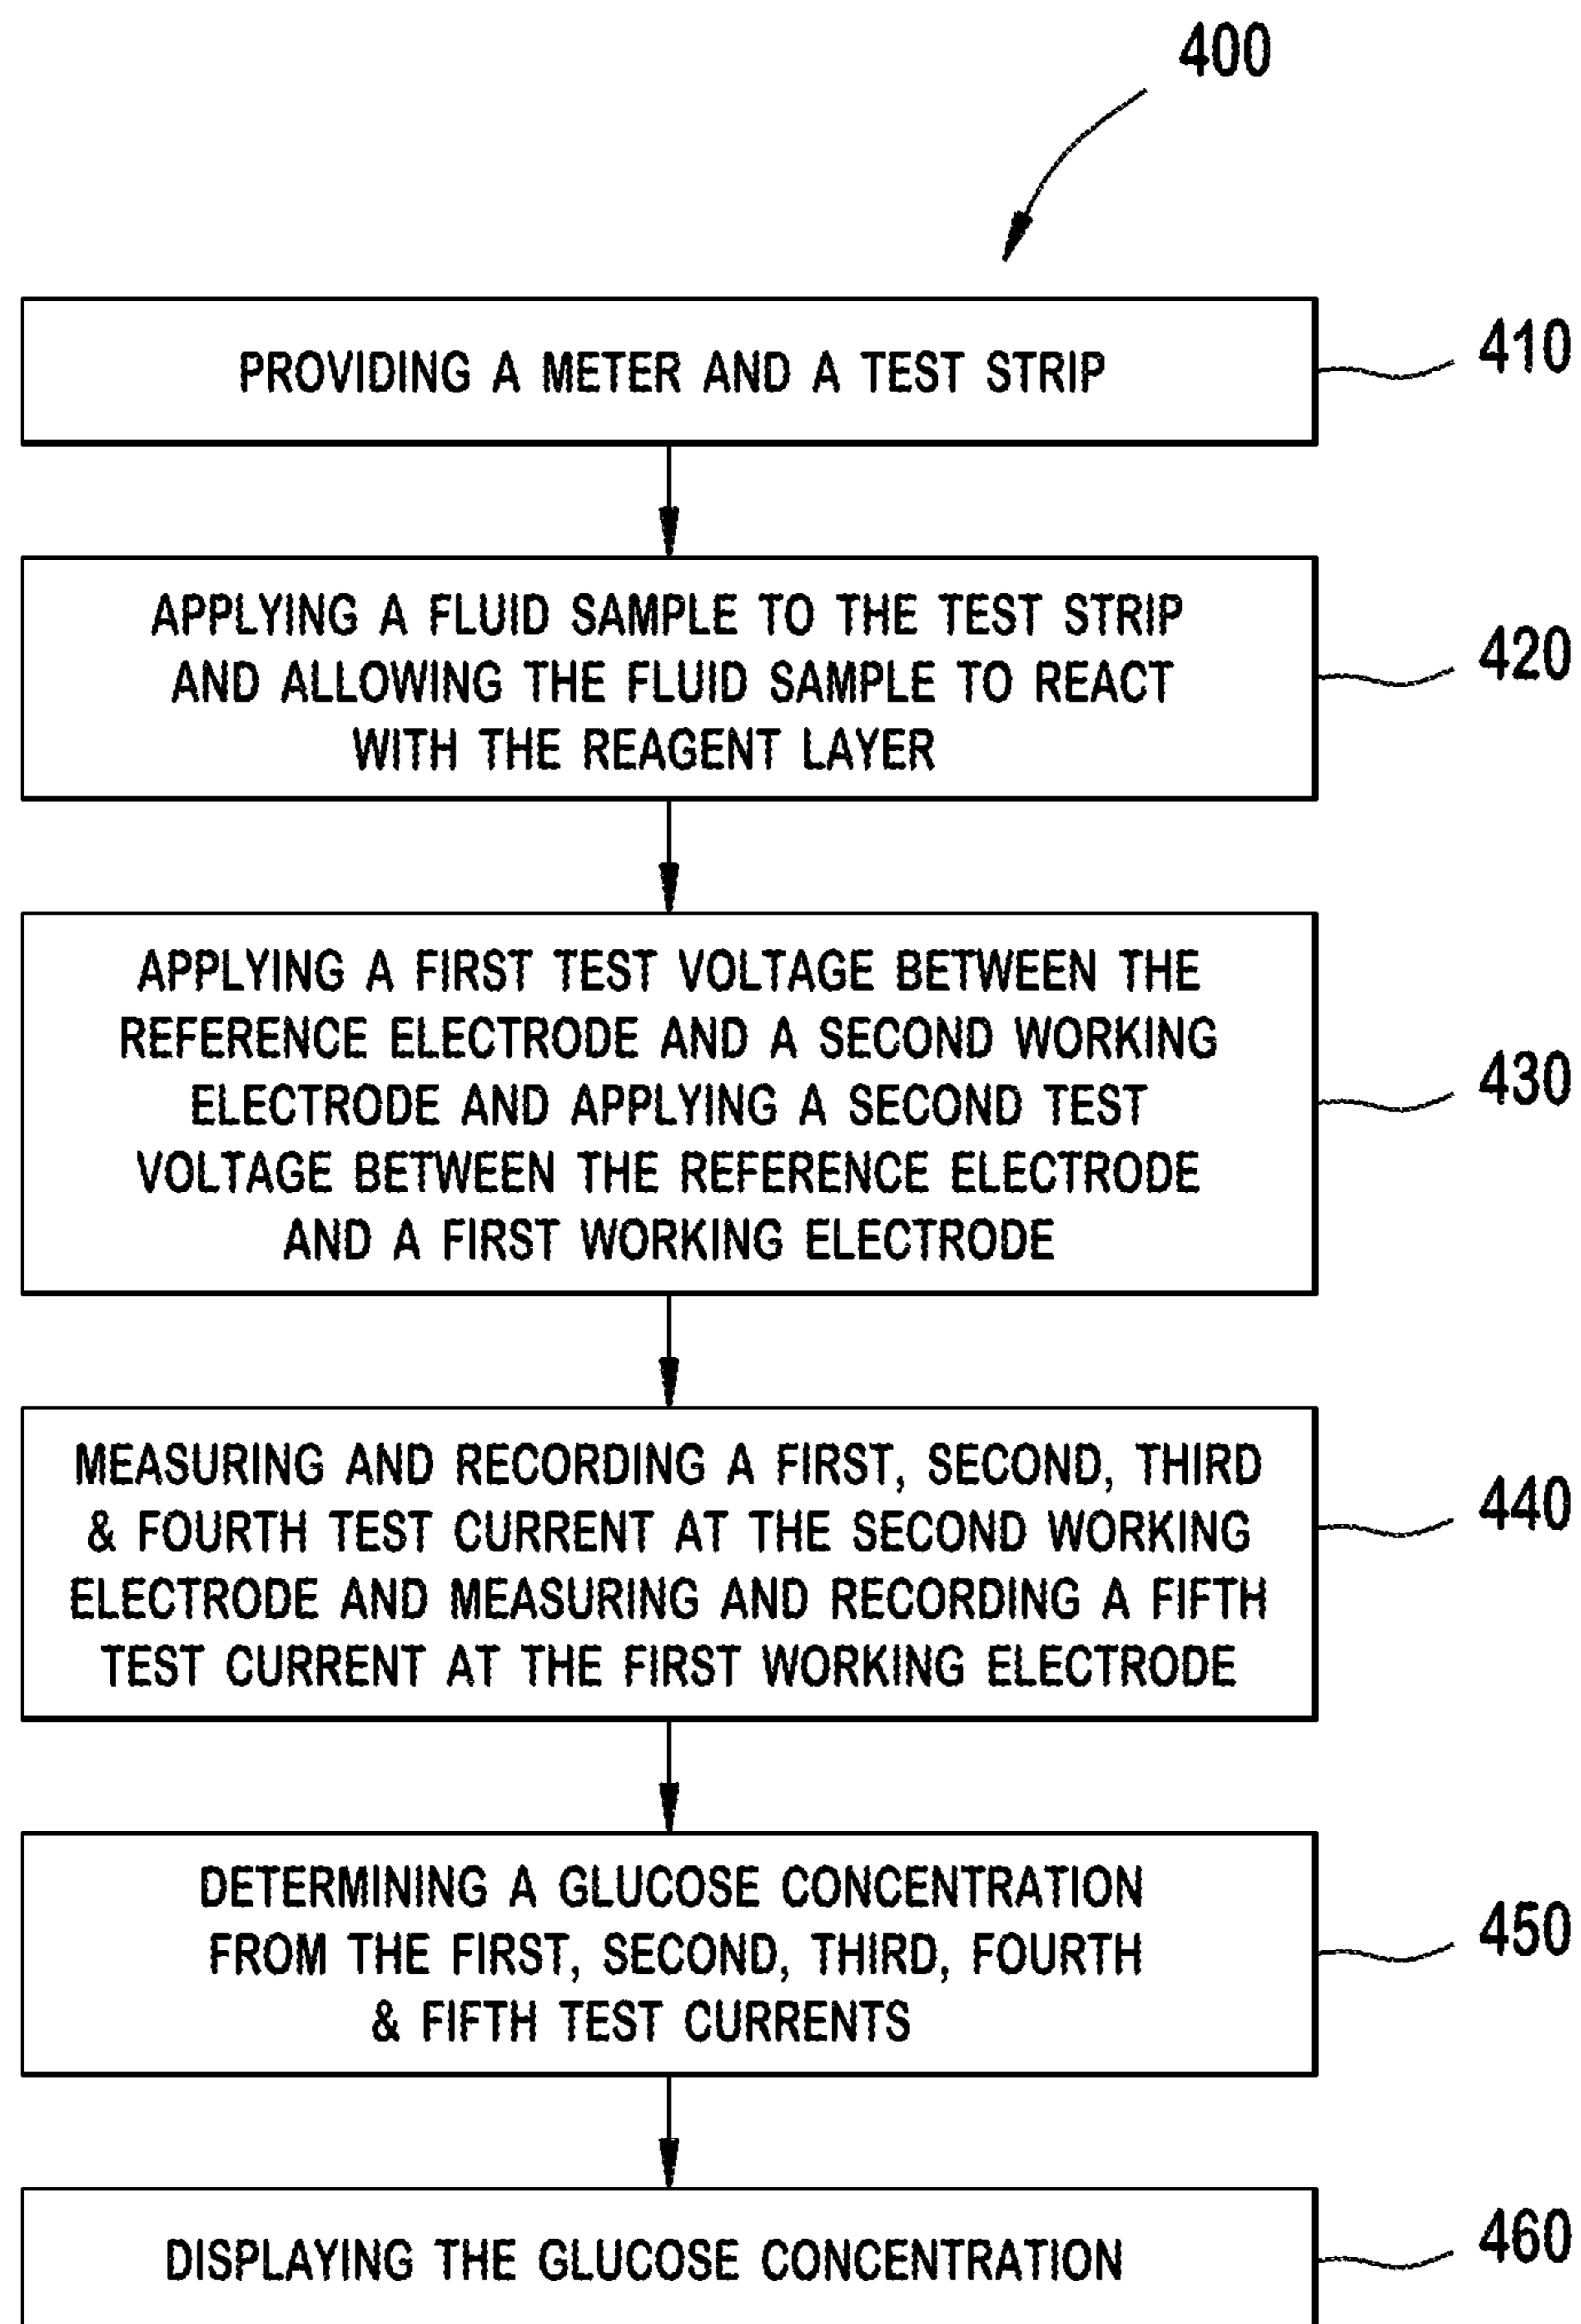 400
PROVIDING A METER AND A TEST STRIP
410
APPLYING A FLUID SAMPLE TO THE TEST STRIP
AND ALLOWING THE FLUID SAMPLE TO REACT
WITH THE REAGENT LAYER
420
APPLYING A FIRST TEST VOLTAGE BETWEEN THE
REFERENCE ELECTRODE AND A SECOND WORKING
ELECTRODE AND APPLYING A SECOND TEST
VOLTAGE BETWEEN THE REFERENCE ELECTRODE
AND A FIRST WORKING ELECTRODE
430
MEASURING AND RECORDING A FIRST, SECOND, THIRD
& FOURTH TEST CURRENT AT THE SECOND WORKING
ELECTRODE AND MEASURING AND RECORDING A FIFTH
TEST CURRENT AT THE FIRST WORKING ELECTRODE
440
DETERMINING A GLUCOSE CONCENTRATION
FROM THE FIRST, SECOND, THIRD, FOURTH
& FIFTH TEST CURRENTS
450
DISPLAYING THE GLUCOSE CONCENTRATION
460